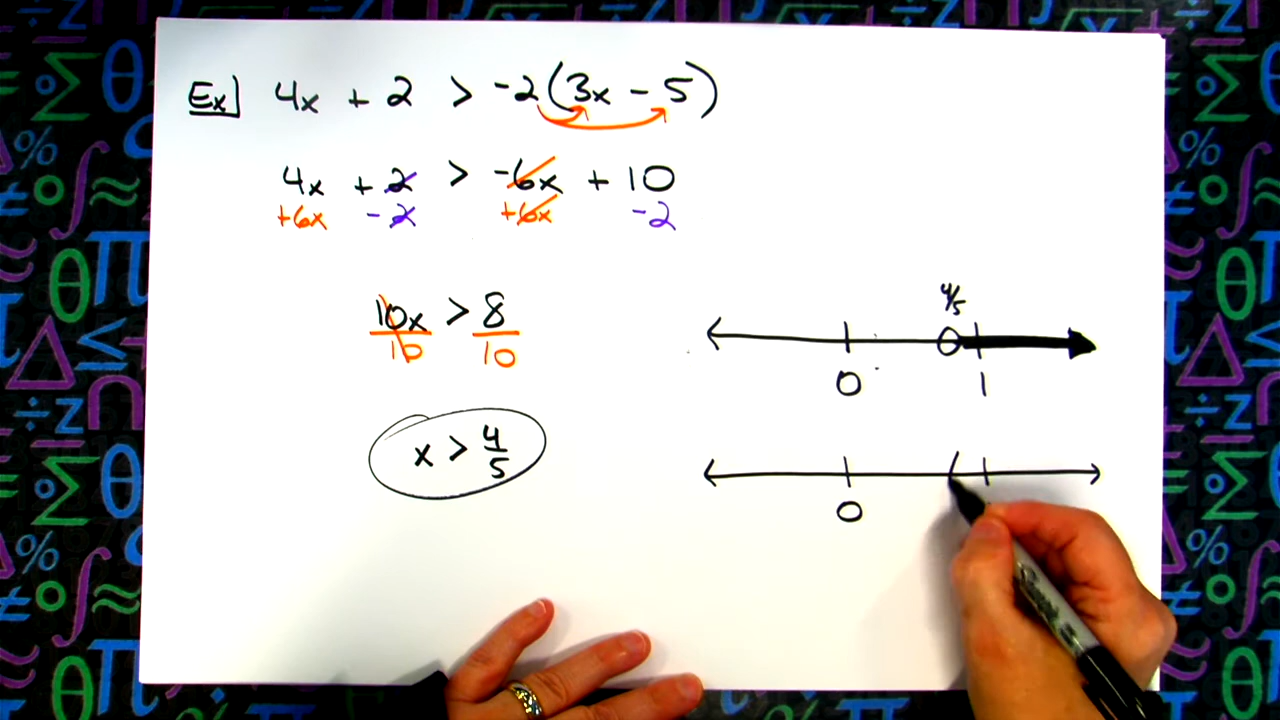 Ex] 4x + 2 > -2(3x - 5)
4x + 2 > -6x + 10
+6x -2 +6x -2
10x > 8
10 10
x > 4/5
4/5
0 1
0